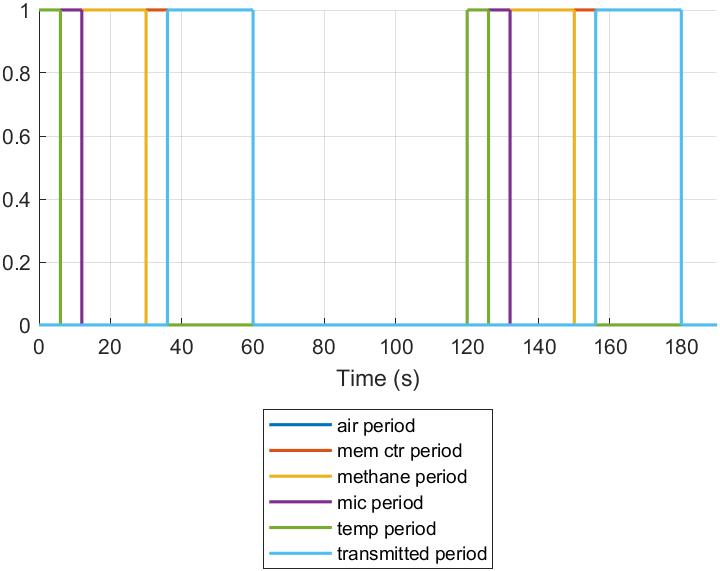 1
0.8
0.6
0.4
0.2
0
0 20 40 60 80 100 120 140 160 180
Time (s)
air period
mem ctr period
methane period
mic period
temp period
transmitted period